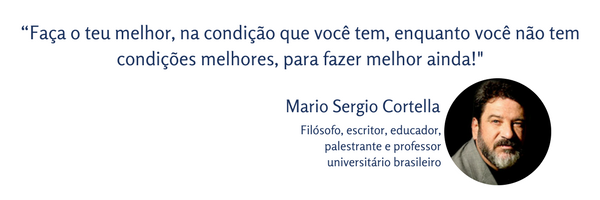 “Faça o teu melhor, na condição que você tem, enquanto você não tem
condições melhores, para fazer melhor ainda!"
Mario Sergio Cortella
Filósofo, escritor, educador,
palestrante e professor
universitário brasileiro